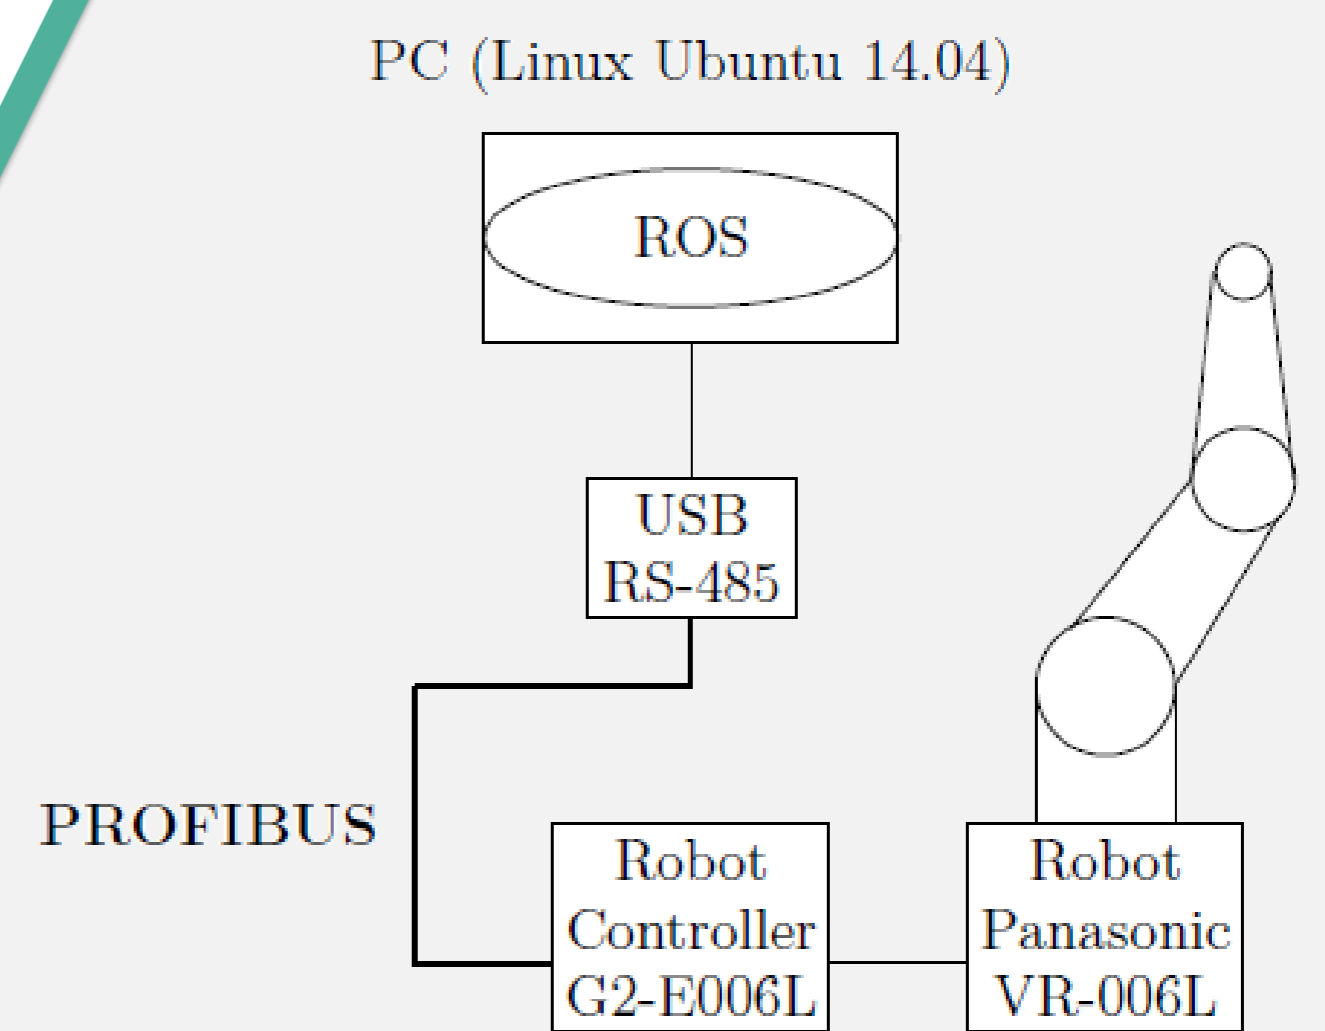 PC (Linux Ubuntu 14.04)
ROS
USB
RS-485
PROFIBUS
Robot
Controller
G2-E006L
Robot
Panasonic
VR-006L